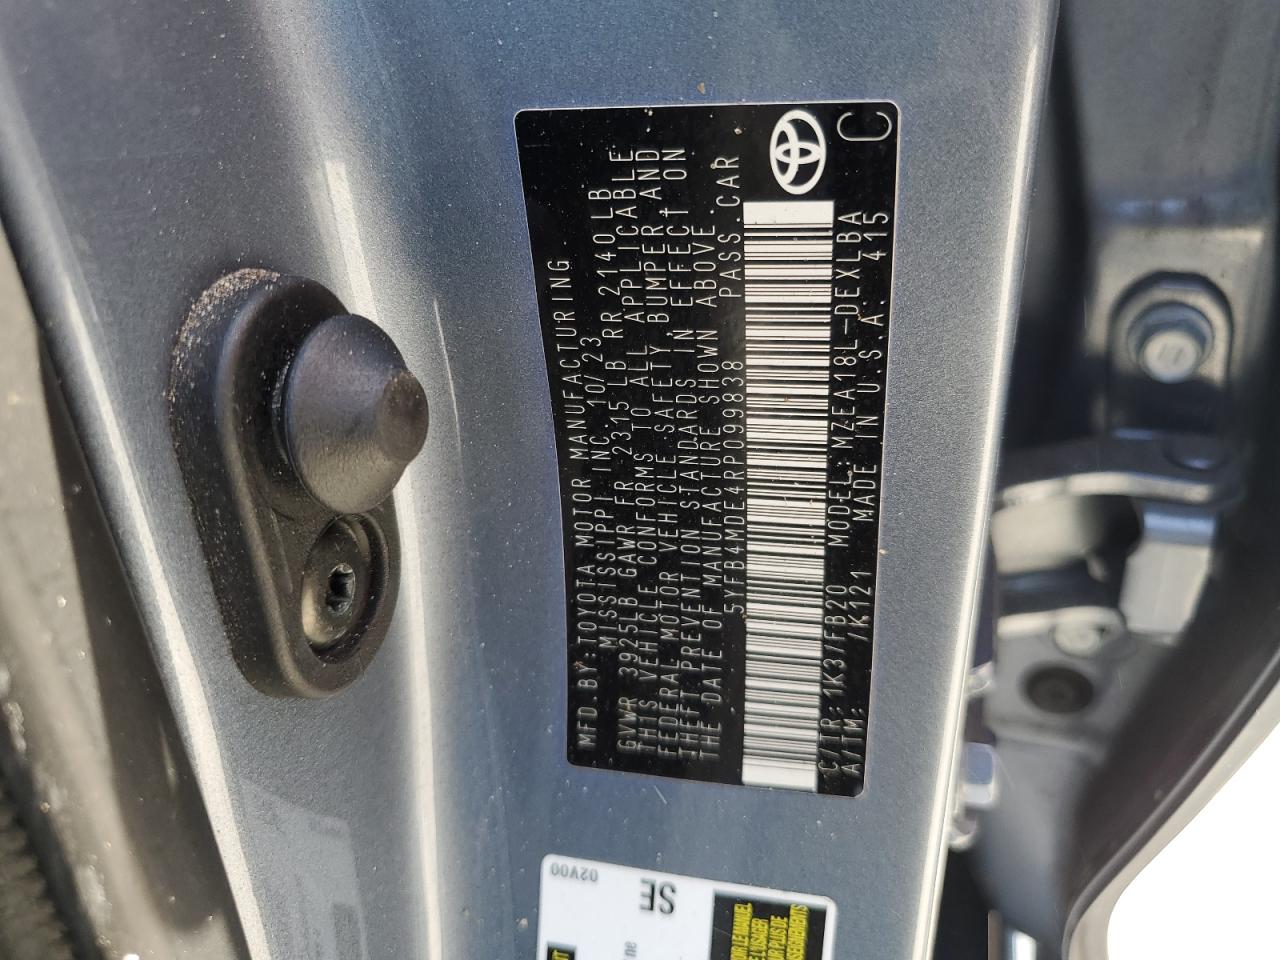 MFD. BY: TOYOTA MOTOR MANUFACTURING
MISSISSIPPI INC. 10/23
GVWR 3925LB GAWR FR 2315 LB RR 2140LB
THIS VEHICLE CONFORMS TO ALL APPLICABLE
FEDERAL MOTOR VEHICLE SAFETY, BUMPER, AND
THEFT PREVENTION STANDARDS IN EFFECT ON
THE DATE OF MANUFACTURE SHOWN ABOVE.
5YFB4MDE4RP099838 PASS. CAR
C/TR: 1K3/FB20 MODEL: MZEA18L-DEXLBA
A/TM: /K121 MADE IN U.S.A. 415
C
02V00
SE